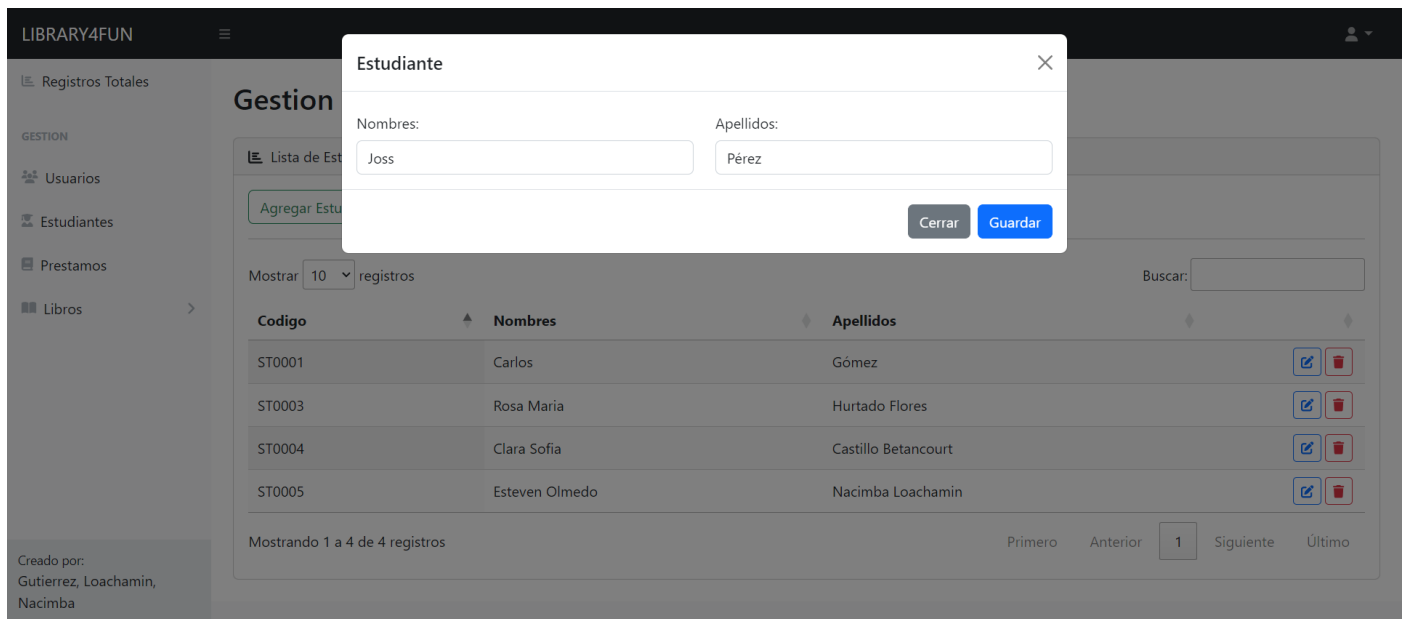 LIBRARY4FUN
Registros Totales
GESTION
Usuarios
Estudiantes
Prestamos
Libros
Creado por:
Gutierrez, Loachamin,
Nacimba
Gestion
Lista de Est
Agregar Estu
Estudiante
Nombres: Apellidos:
Joss Pérez
Cerrar Guardar
Mostrar 10 registros Buscar:
Codigo Nombres Apellidos
ST0001 Carlos Gómez
ST0003 Rosa Maria Hurtado Flores
ST0004 Clara Sofia Castillo Betancourt
ST0005 Esteven Olmedo Nacimba Loachamin
Mostrando 1 a 4 de 4 registros Primero Anterior 1 Siguiente Último